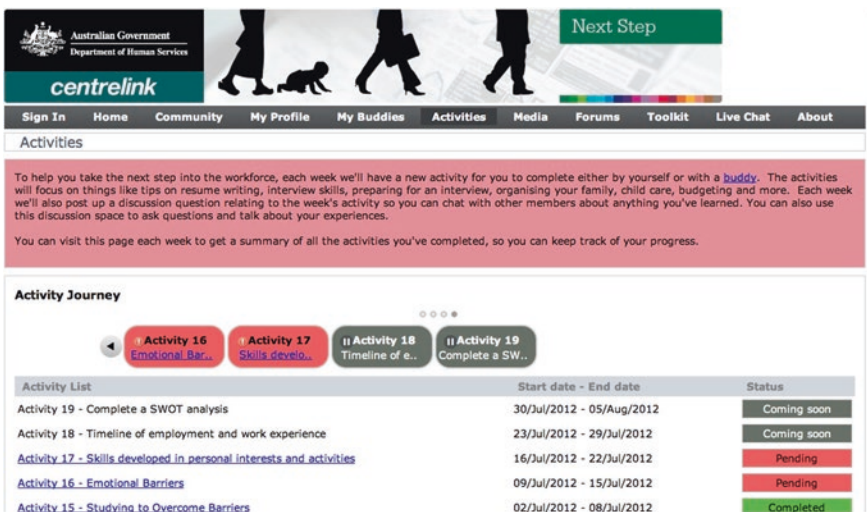 Australian Government
Department of Human Services
centrelink
Next Step
Sign In Home Community My Profile My Buddies Activities Media Forums Toolkit Live Chat About
Activities
To help you take the next step into the workforce, each week we'll have a new activity for you to complete either by yourself or with a buddy. The activities
will focus on things like tips on resume writing, interview skills, preparing for an interview, organising your family, child care, budgeting and more. Each week
we'll also post up a discussion question relating to the week's activity so you can chat with other members about anything you've learned. You can also use
this discussion space to ask questions and talk about your experiences.
You can visit this page each week to get a summary of all the activities you've completed, so you can keep track of your progress.
Activity Journey
Activity 16 Activity 17 Activity 18 Activity 19
Emotional Bar.. Skills develo.. Timeline of e.. Complete a SW..
Activity List Start date - End date Status
Activity 19 - Complete a SWOT analysis 30/Jul/2012 - 05/Aug/2012 Coming soon
Activity 18 - Timeline of employment and work experience 23/Jul/2012 - 29/Jul/2012 Coming soon
Activity 17 - Skills developed in personal interests and activities 16/Jul/2012 - 22/Jul/2012 Pending
Activity 16 - Emotional Barriers 09/Jul/2012 - 15/Jul/2012 Pending
Activity 15 - Studying to Overcome Barriers 02/Jul/2012 - 08/Jul/2012 Completed